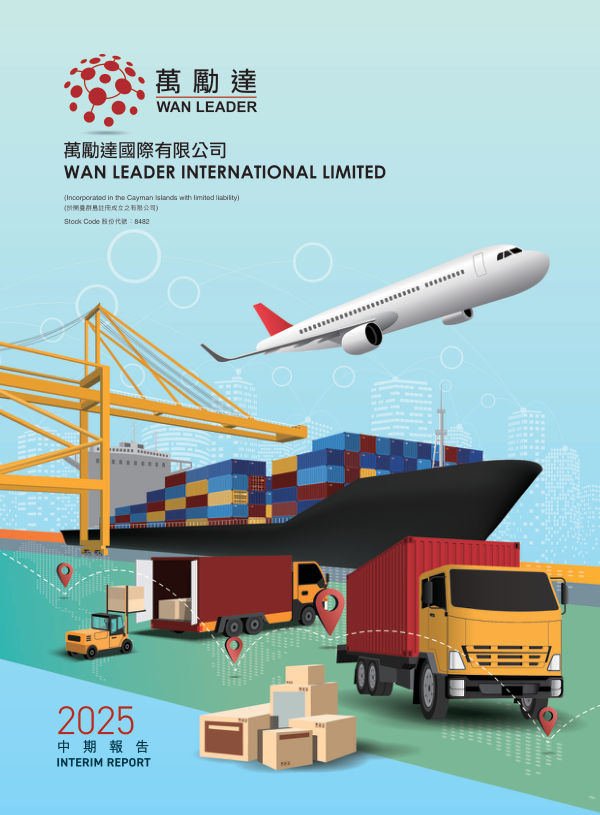 萬勵達
WAN LEADER
萬勵達國際有限公司
WAN LEADER INTERNATIONAL LIMITED
(Incorporated in the Cayman Islands with limited liability)
(於開曼群島註冊成立之有限公司)
Stock Code 股份代號：8482
2025
中期報告
INTERIM REPORT